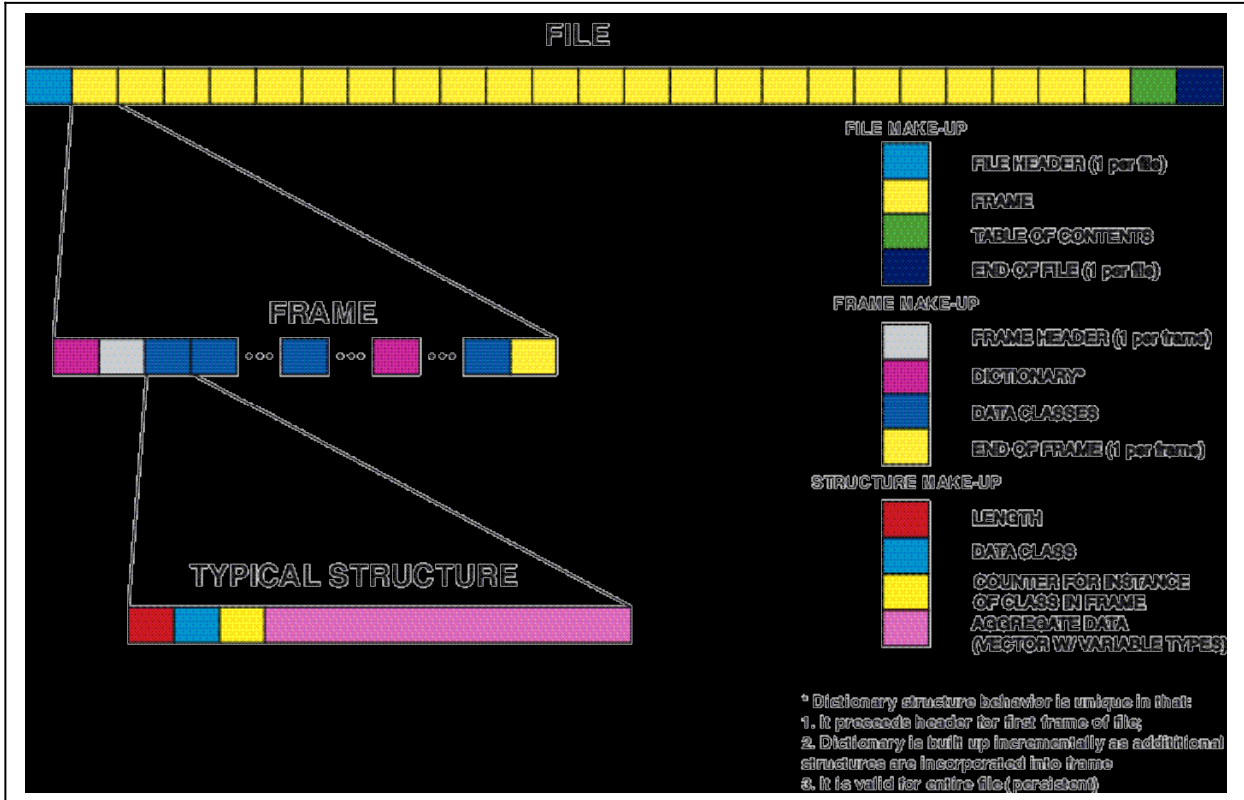 FILE
FILE MAKE-UP
FILE HEADER (1 per file)
FRAME
TABLE OF CONTENTS
END OF FILE (1 per file)
FRAME
FRAME MAKE-UP
FRAME HEADER (1 per frame)
DICTIONARY*
DATA CLASSES
END OF FRAME (1 per frame)
STRUCTURE MAKE-UP
LENGTH
DATA CLASS
COUNTER FOR INSTANCE
OF CLASS IN FRAME
AGGREGATE DATA
(VECTOR W/ VARIABLE TYPES)
TYPICAL STRUCTURE
* Dictionary structure behavior is unique in that:
1. It preceeds header for first frame of file;
2. Dictionary is built up incrementally as addititional
structures are incorporated into frame
3. It is valid for entire file (persistent)